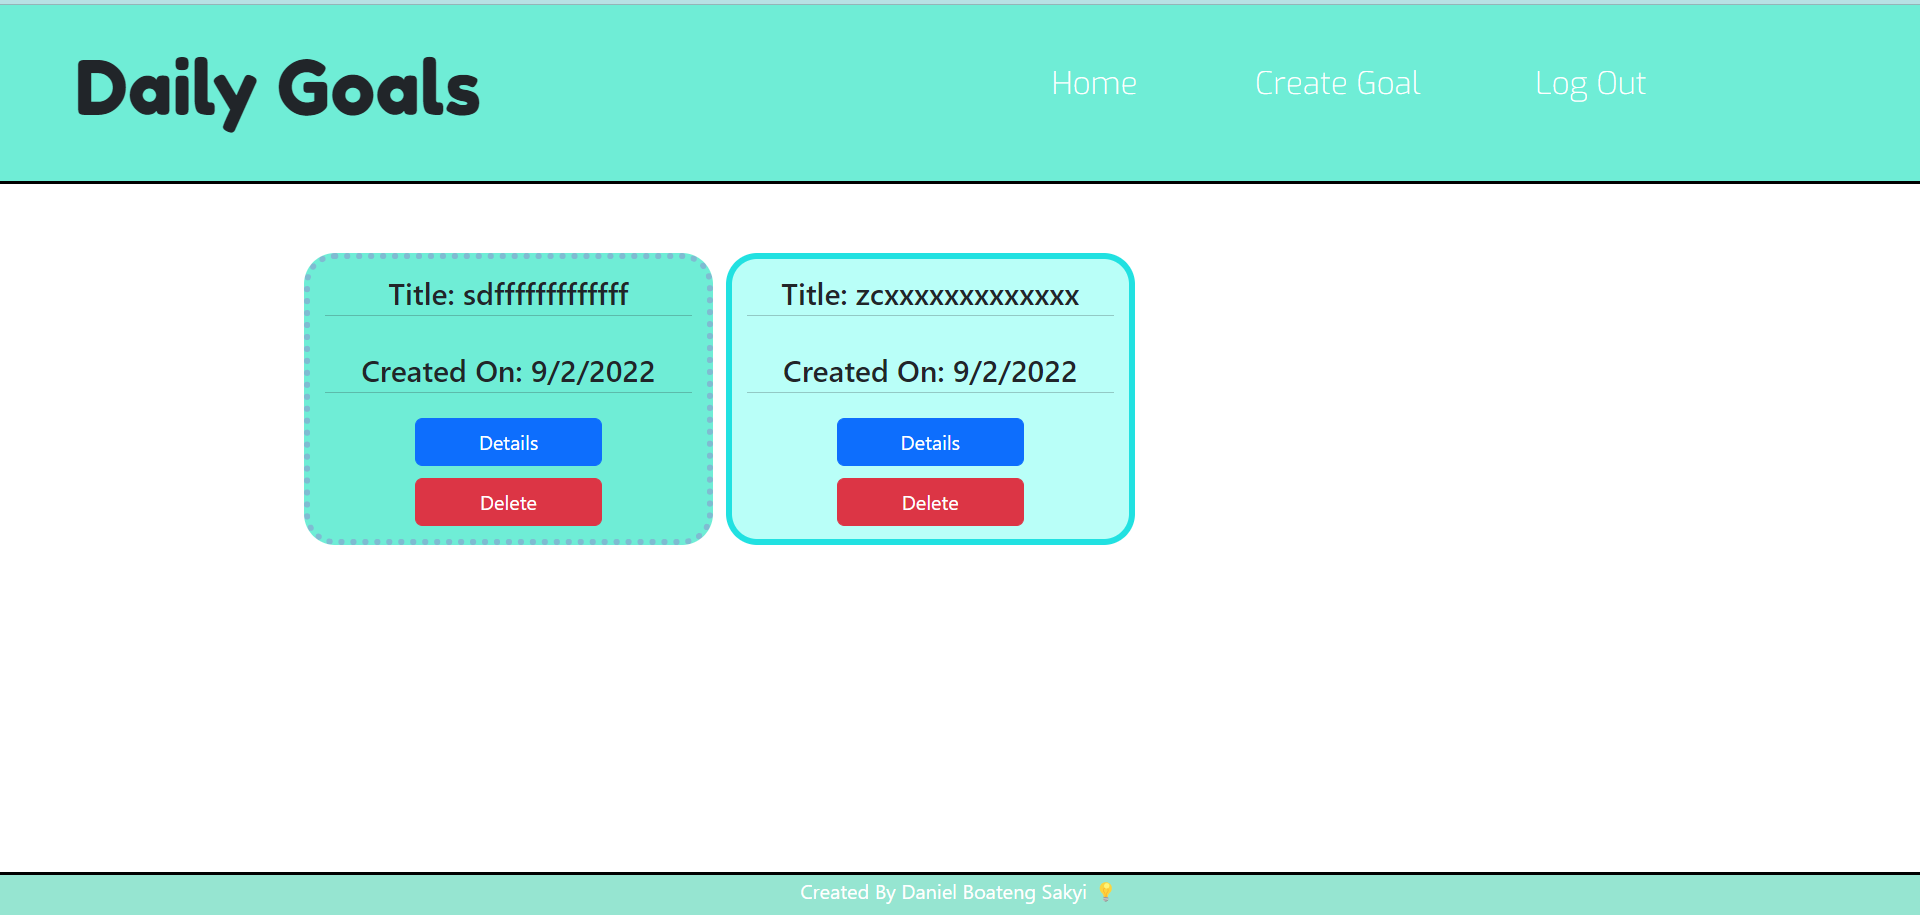 Daily Goals
Home Create Goal Log Out
Title: sdfffffffffffff
Created On: 9/2/2022
Details
Delete
Title: zcxxxxxxxxxxxxx
Created On: 9/2/2022
Details
Delete
Created By Daniel Boateng Sakyi 💡